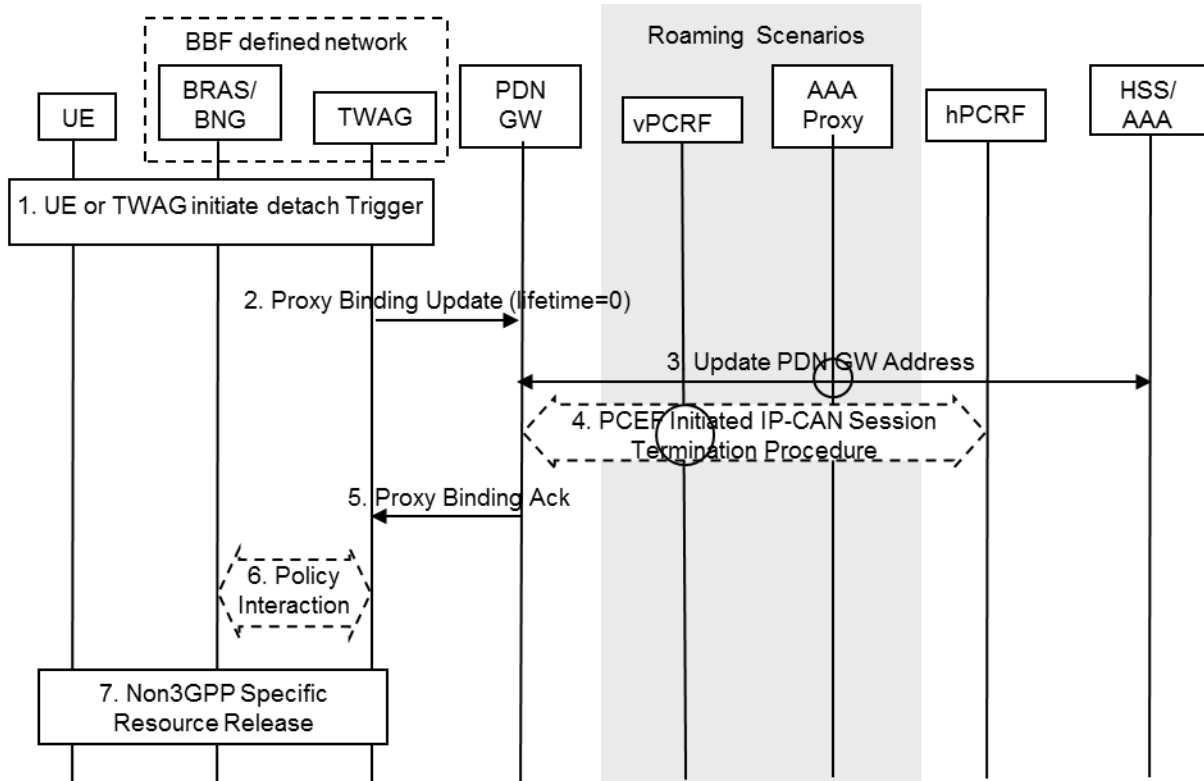 BBF defined network
Roaming Scenarios
UE
BRAS/
BNG
TWAG
PDN
GW
vPCRF
AAA
Proxy
hPCRF
HSS/
AAA
1. UE or TWAG initiate detach Trigger
2. Proxy Binding Update (lifetime=0)
3. Update PDN GW Address
4. PCEF Initiated IP-CAN Session
Termination Procedure
5. Proxy Binding Ack
6. Policy
Interaction
7. Non3GPP Specific
Resource Release